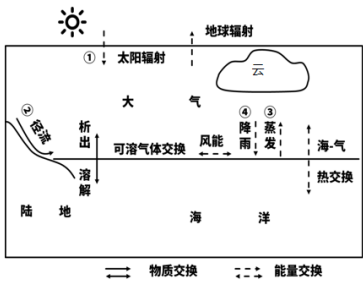 地球辐射
① 太阳辐射
云
大 气
② 径流
析出
④ 降雨
③ 蒸发
风能
可溶气体交换
海-气
热交换
溶解
陆 地
海 洋
物质交换
能量交换